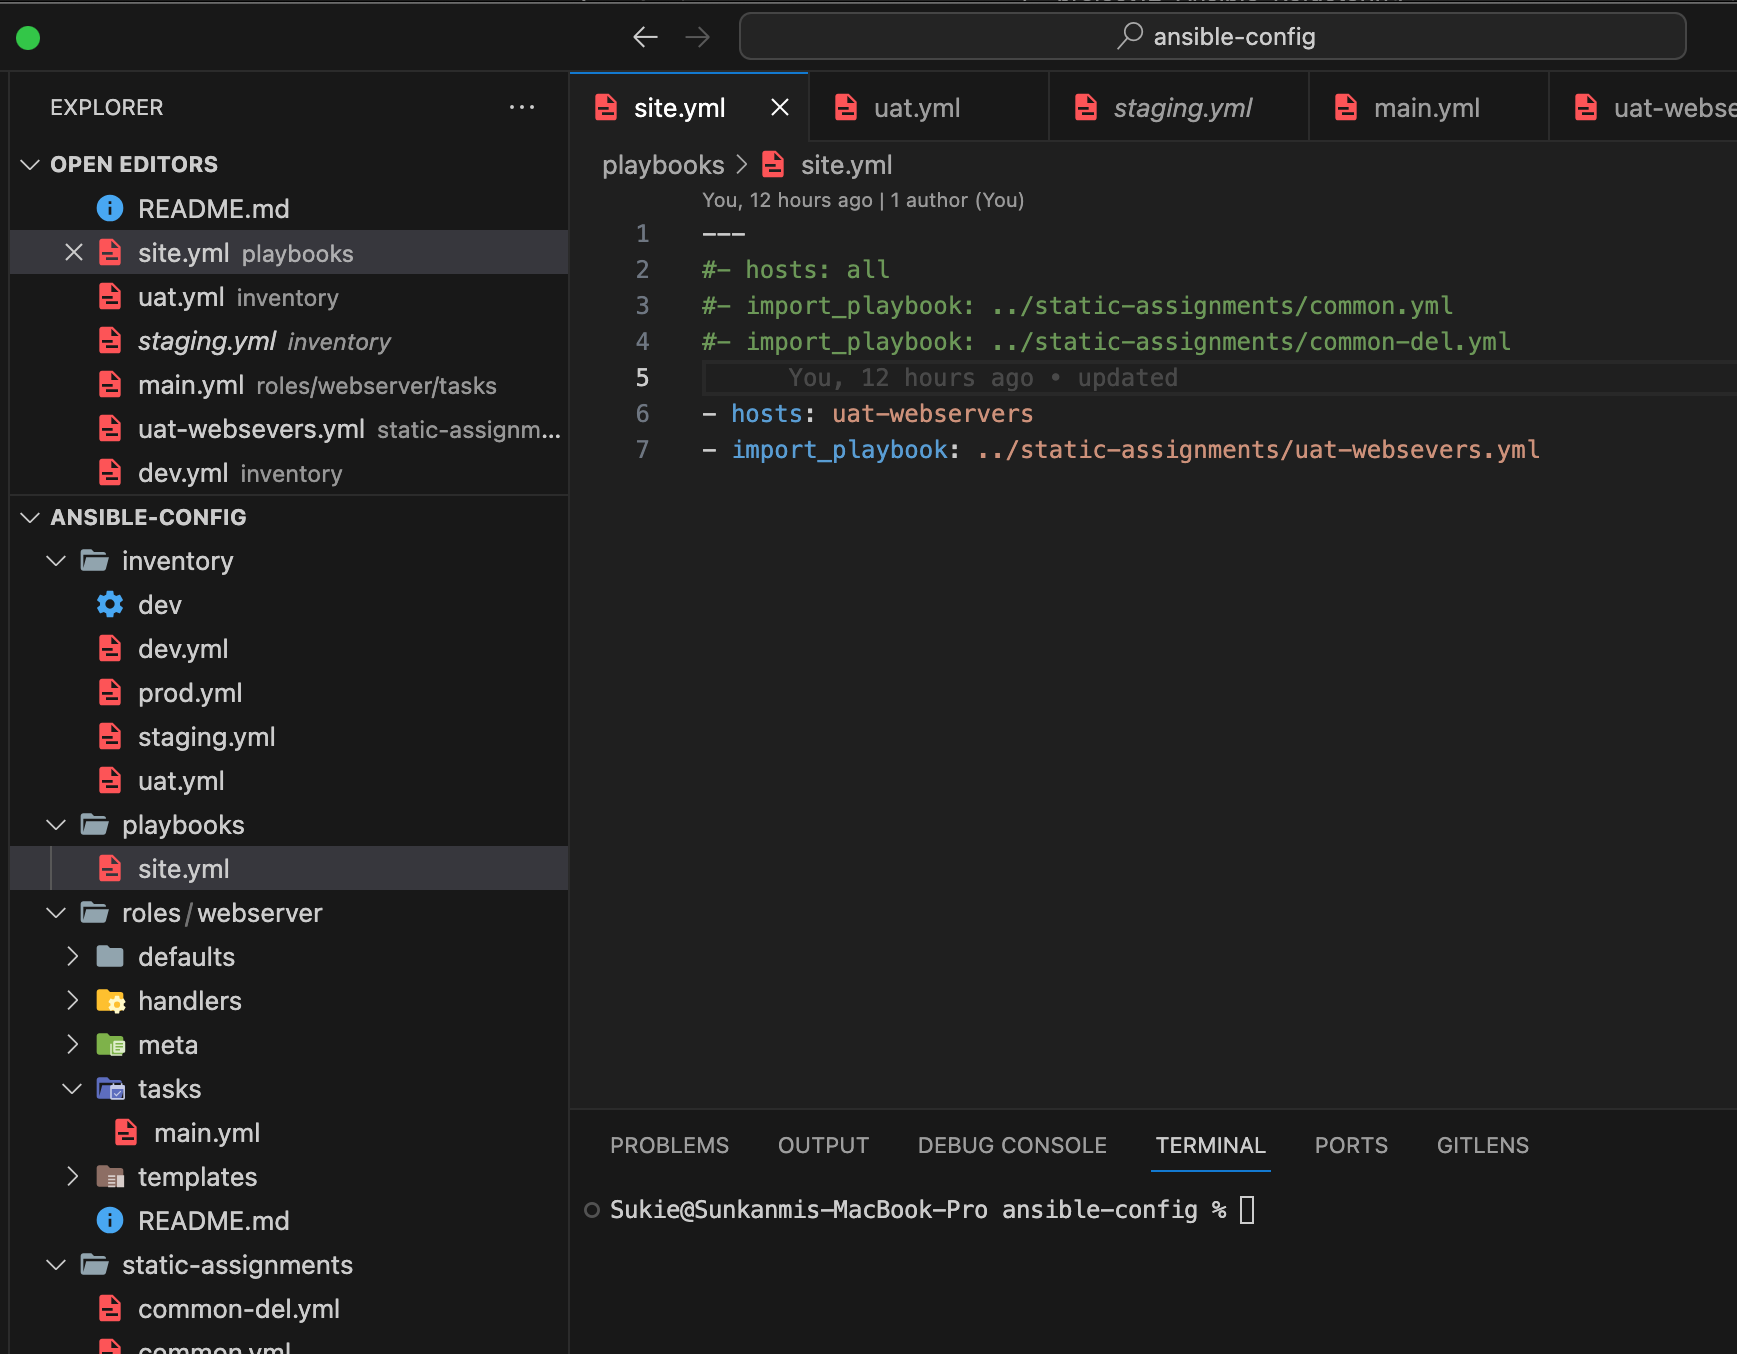 ansible-config
EXPLORER
OPEN EDITORS
README.md
site.yml playbooks
uat.yml inventory
staging.yml inventory
main.yml roles/webserver/tasks
uat-websevers.yml static-assignm...
dev.yml inventory
ANSIBLE-CONFIG
inventory
dev
dev.yml
prod.yml
staging.yml
uat.yml
playbooks
site.yml
roles/webserver
defaults
handlers
meta
tasks
main.yml
templates
README.md
static-assignments
common-del.yml
common.yml
site.yml uat.yml staging.yml main.yml uat-webse
playbooks > site.yml
You, 12 hours ago | 1 author (You)
1 ---
2 #- hosts: all
3 #- import_playbook: ../static-assignments/common.yml
4 #- import_playbook: ../static-assignments/common-del.yml
5 You, 12 hours ago • updated
6 - hosts: uat-webservers
7 - import_playbook: ../static-assignments/uat-websevers.yml
PROBLEMS OUTPUT DEBUG CONSOLE TERMINAL PORTS GITLENS
Sukie@Sunkanmis-MacBook-Pro ansible-config %